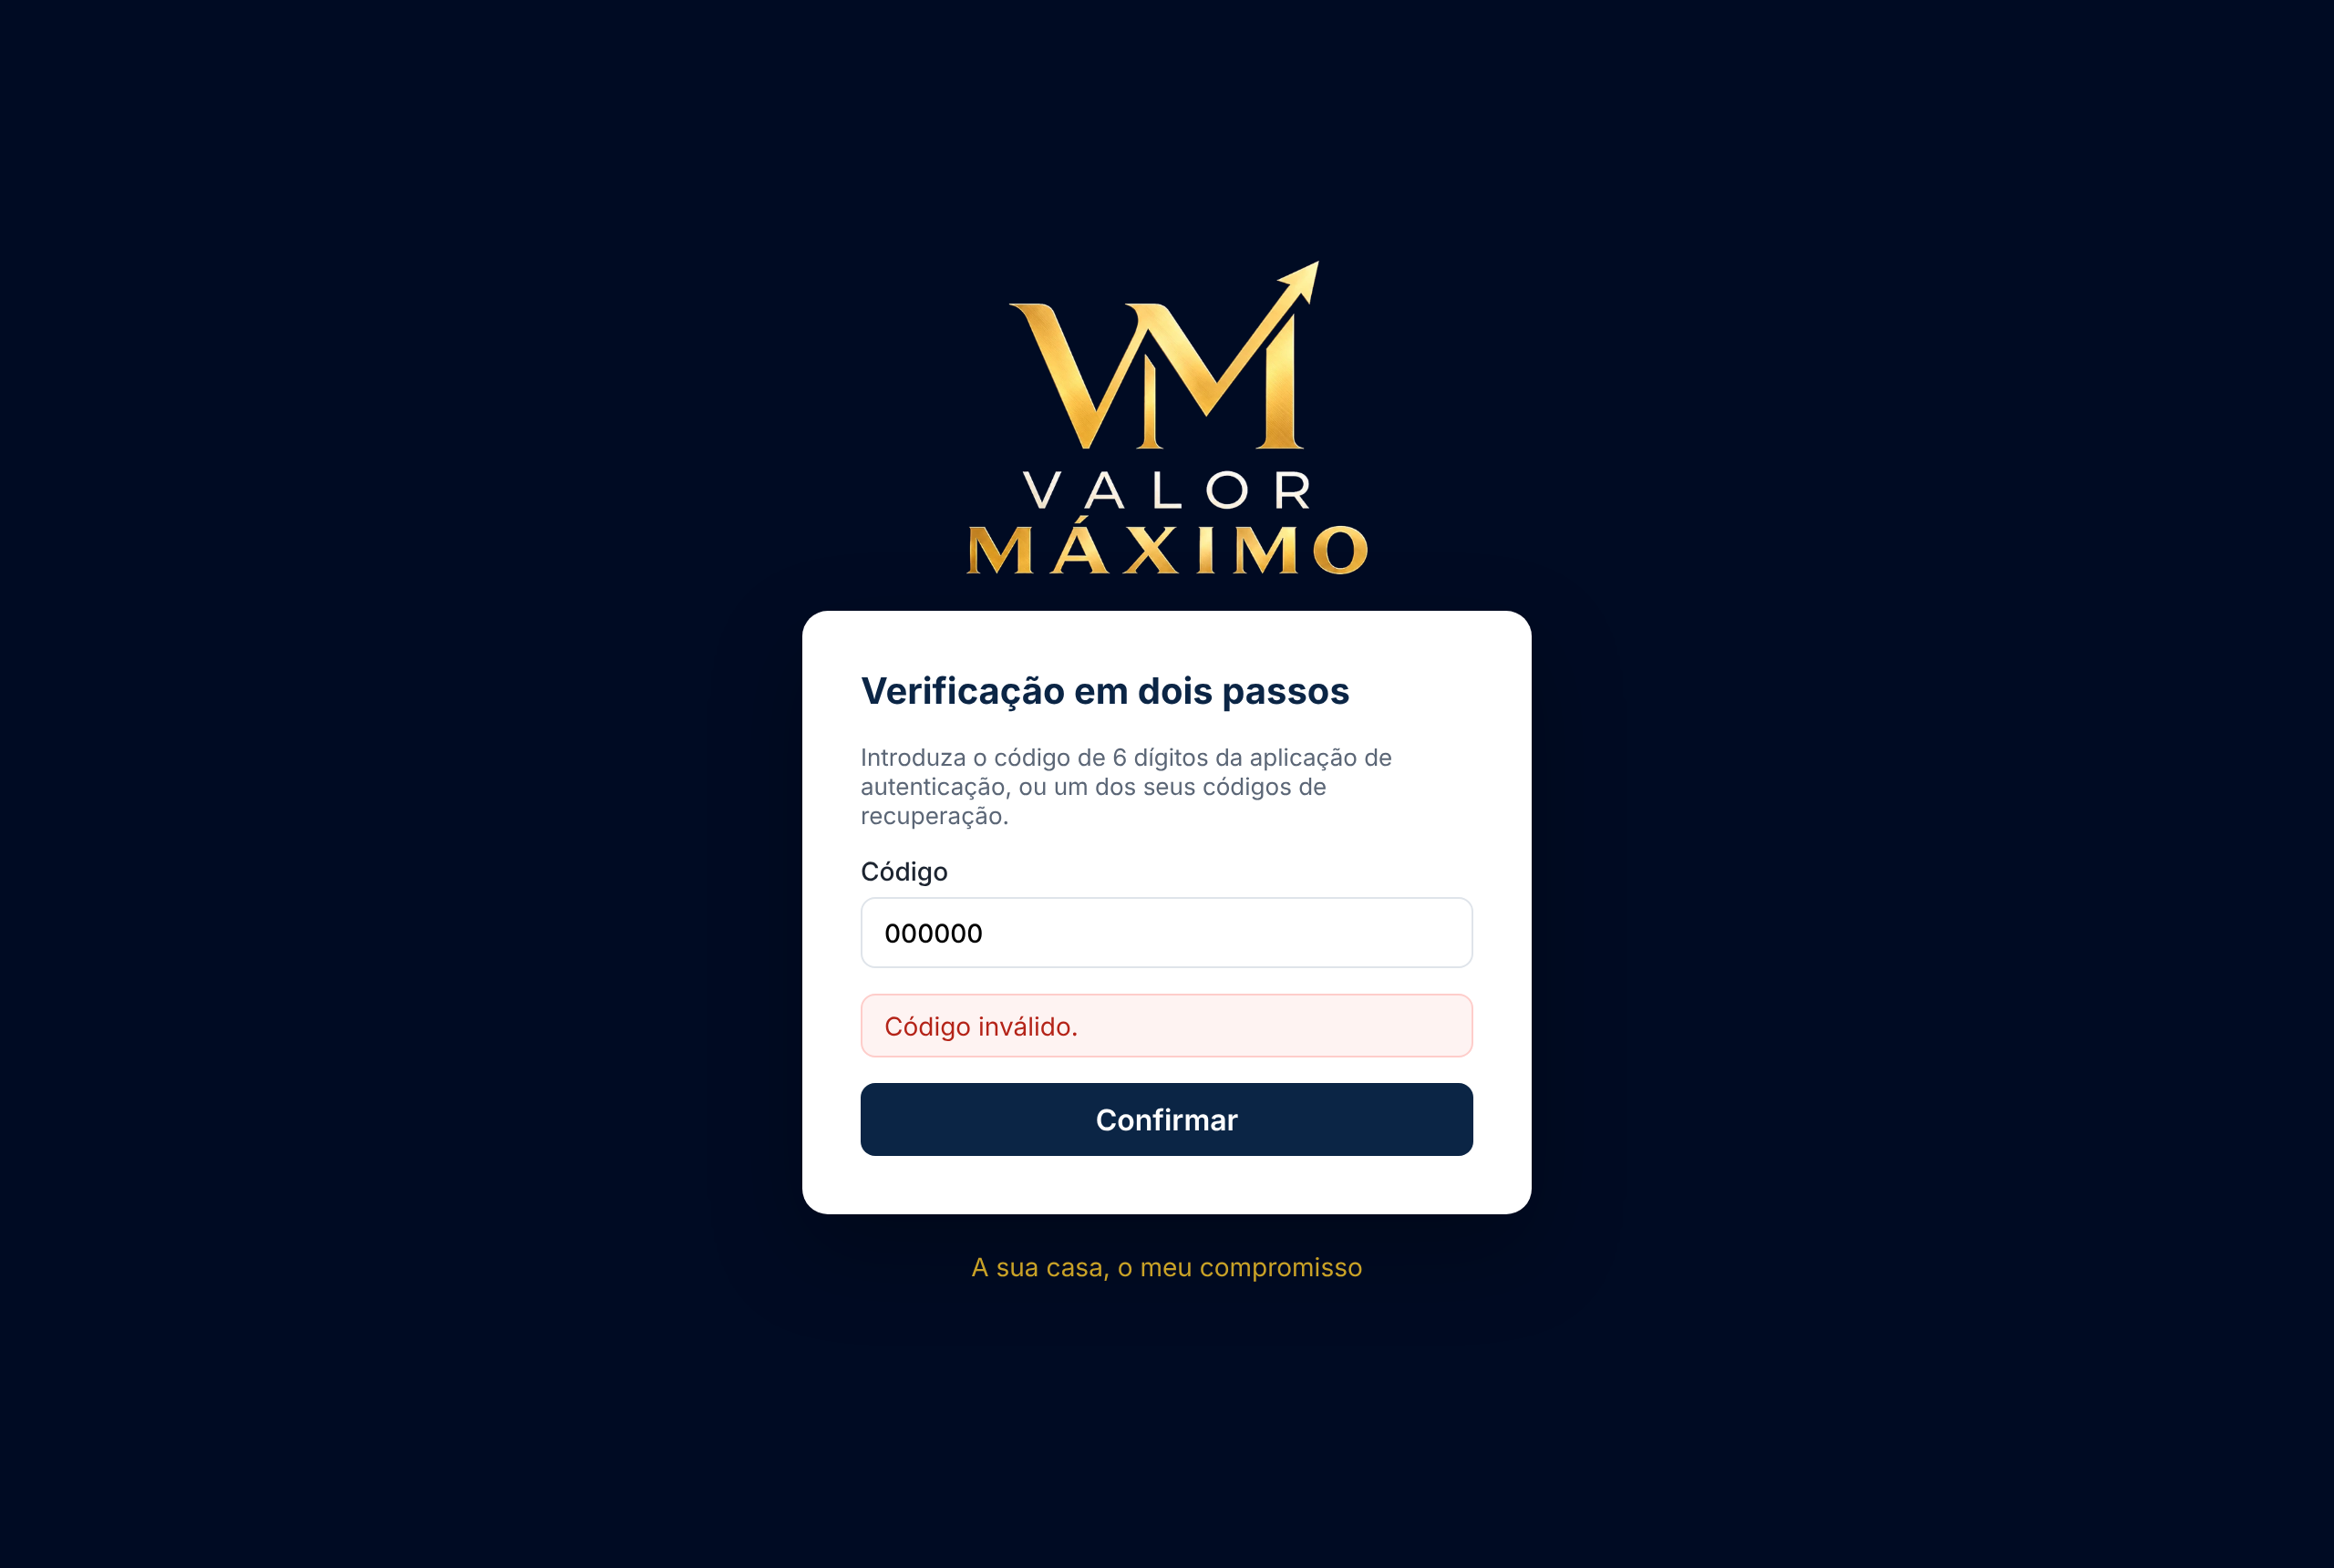 VM
VALOR
MÁXIMO
Verificação em dois passos
Introduza o código de 6 dígitos da aplicação de
autenticação, ou um dos seus códigos de
recuperação.
Código
000000
Código inválido.
Confirmar
A sua casa, o meu compromisso